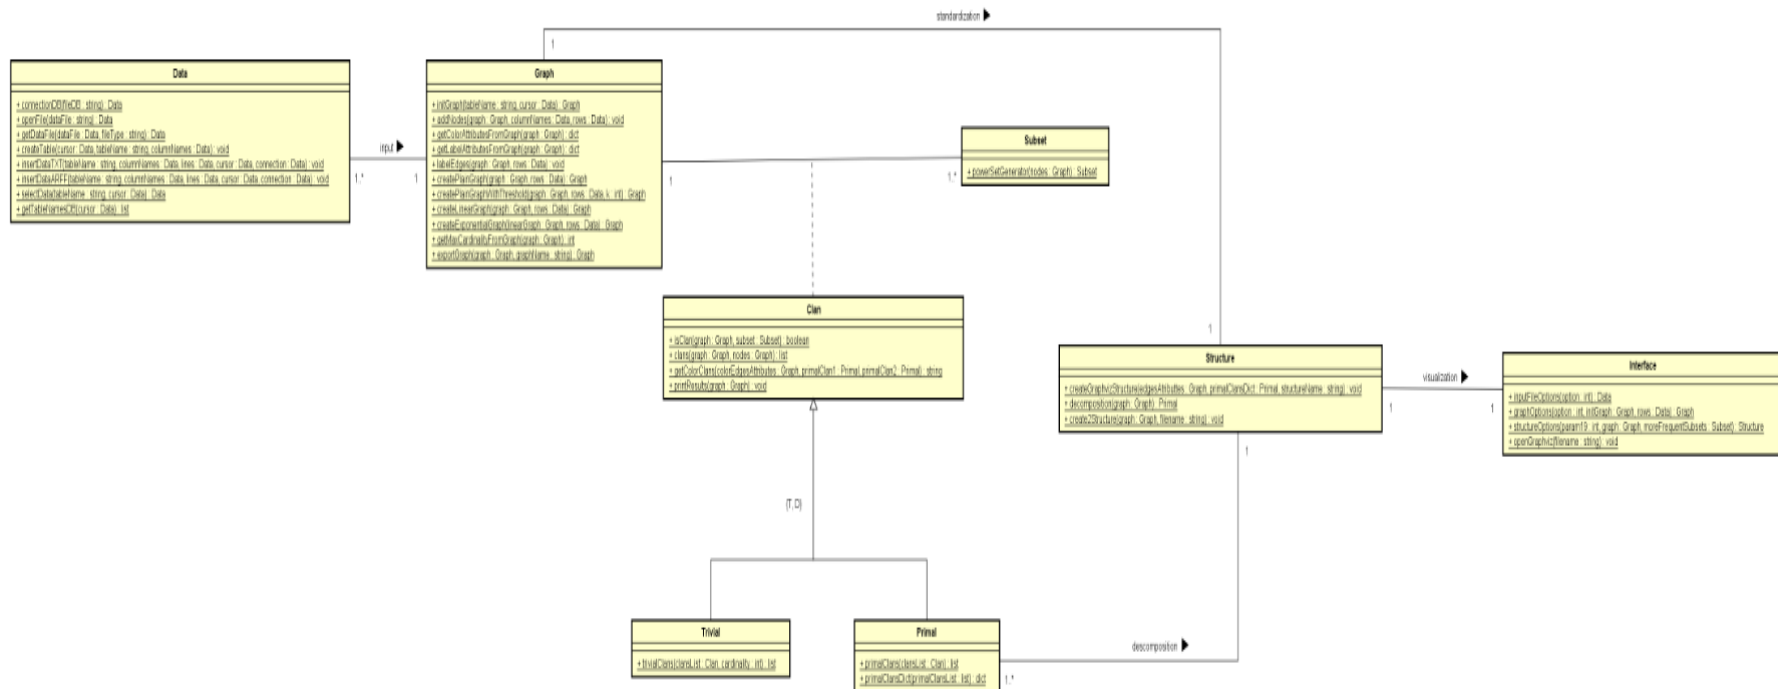 standardization
1
Data
+ connectionDB(fileDB : string) : Data
+ openFile(dataFile : string) : Data
+ getDataFile(dataFile : Data, fileType : string) : Data
+ createTable(cursor : Data, tableName : string, columnNames : Data) : void
+ insertDataTXT(tableName : string, columnNames : Data, lines : Data, cursor : Data, connection : Data) : void
+ insertDataARFF(tableName : string, columnNames : Data, lines : Data, cursor : Data, connection : Data) : void
+ selectData(tableName : string, cursor : Data) : Data
+ getTableNamesDB(cursor : Data) : list
input
1..*
1
Graph
+ initGraph(tableName : string, cursor : Data) : Graph
+ addNodes(graph : Graph, columnNames : Data, rows : Data) : void
+ getColorAttributesFromGraph(graph : Graph) : dict
+ getLabelAttributesFromGraph(graph : Graph) : dict
+ labelEdges(graph : Graph, rows : Data) : void
+ createPlainGraph(graph : Graph, rows : Data) : Graph
+ createPlainGraphWithThreshold(graph : Graph, rows : Data, k : int) : Graph
+ createLinearGraph(graph : Graph, rows : Data) : Graph
+ createExponentialGraph(linearGraph : Graph, rows : Data) : Graph
+ getMaxCardinalityFromGraph(graph : Graph) : int
+ exportGraph(graph : Graph, graphName : string) : Graph
1
1..*
Subset
+ powerSetGenerator(nodes : Graph) : Subset
Clan
+ isClan(graph : Graph, subset : Subset) : boolean
+ clans(graph : Graph, nodes : Graph) : list
+ getColorClans(colorEdgesAttributes : Graph, primalClan1 : Primal, primalClan2 : Primal) : string
+ printResults(graph : Graph) : void
1
Structure
+ createGraphvizStructure(edgesAttributes : Graph, primalClansDict : Primal, structureName : string) : void
+ decomposition(graph : Graph) : Primal
+ create2Structure(graph : Graph, filename : string) : void
visualization
1
1
Interface
+ inputFileOptions(option : int) : Data
+ graphOptions(option : int, initGraph : Graph, rows : Data) : Graph
+ structureOptions(param19 : int, graph : Graph, moreFrequentSubsets : Subset) : Structure
+ openGraphviz(filename : string) : void
1
{T, D}
Trivial
+ trivialClans(clansList : Clan, cardinality : int) : list
Primal
+ primalClans(clansList : Clan) : list
+ primalClansDict(primalClansList : list) : dict
descomposition
1..*